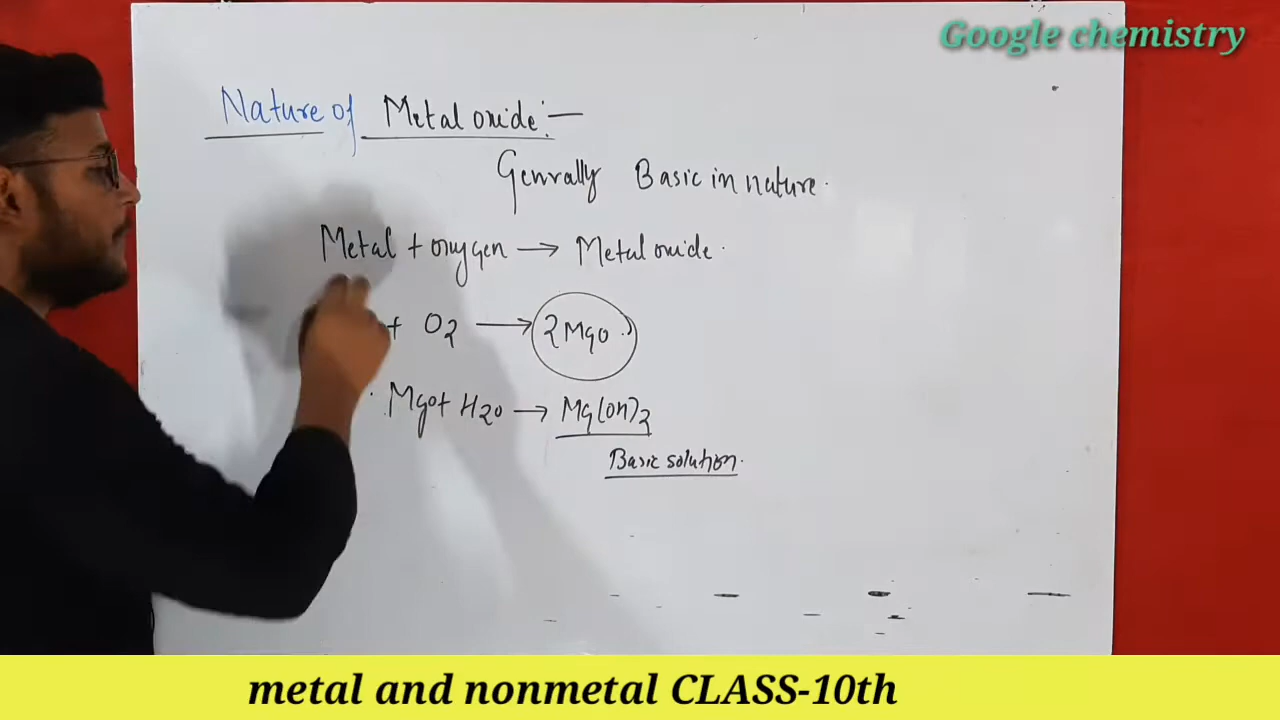 Google chemistry
Nature of Metal oxide :—
Genrally Basic in nature.
Metal + oxygen → Metal oxide.
+ O2 → 2MgO
MgO + H2O → Mg(OH)2
Basic solution.
metal and nonmetal CLASS-10th